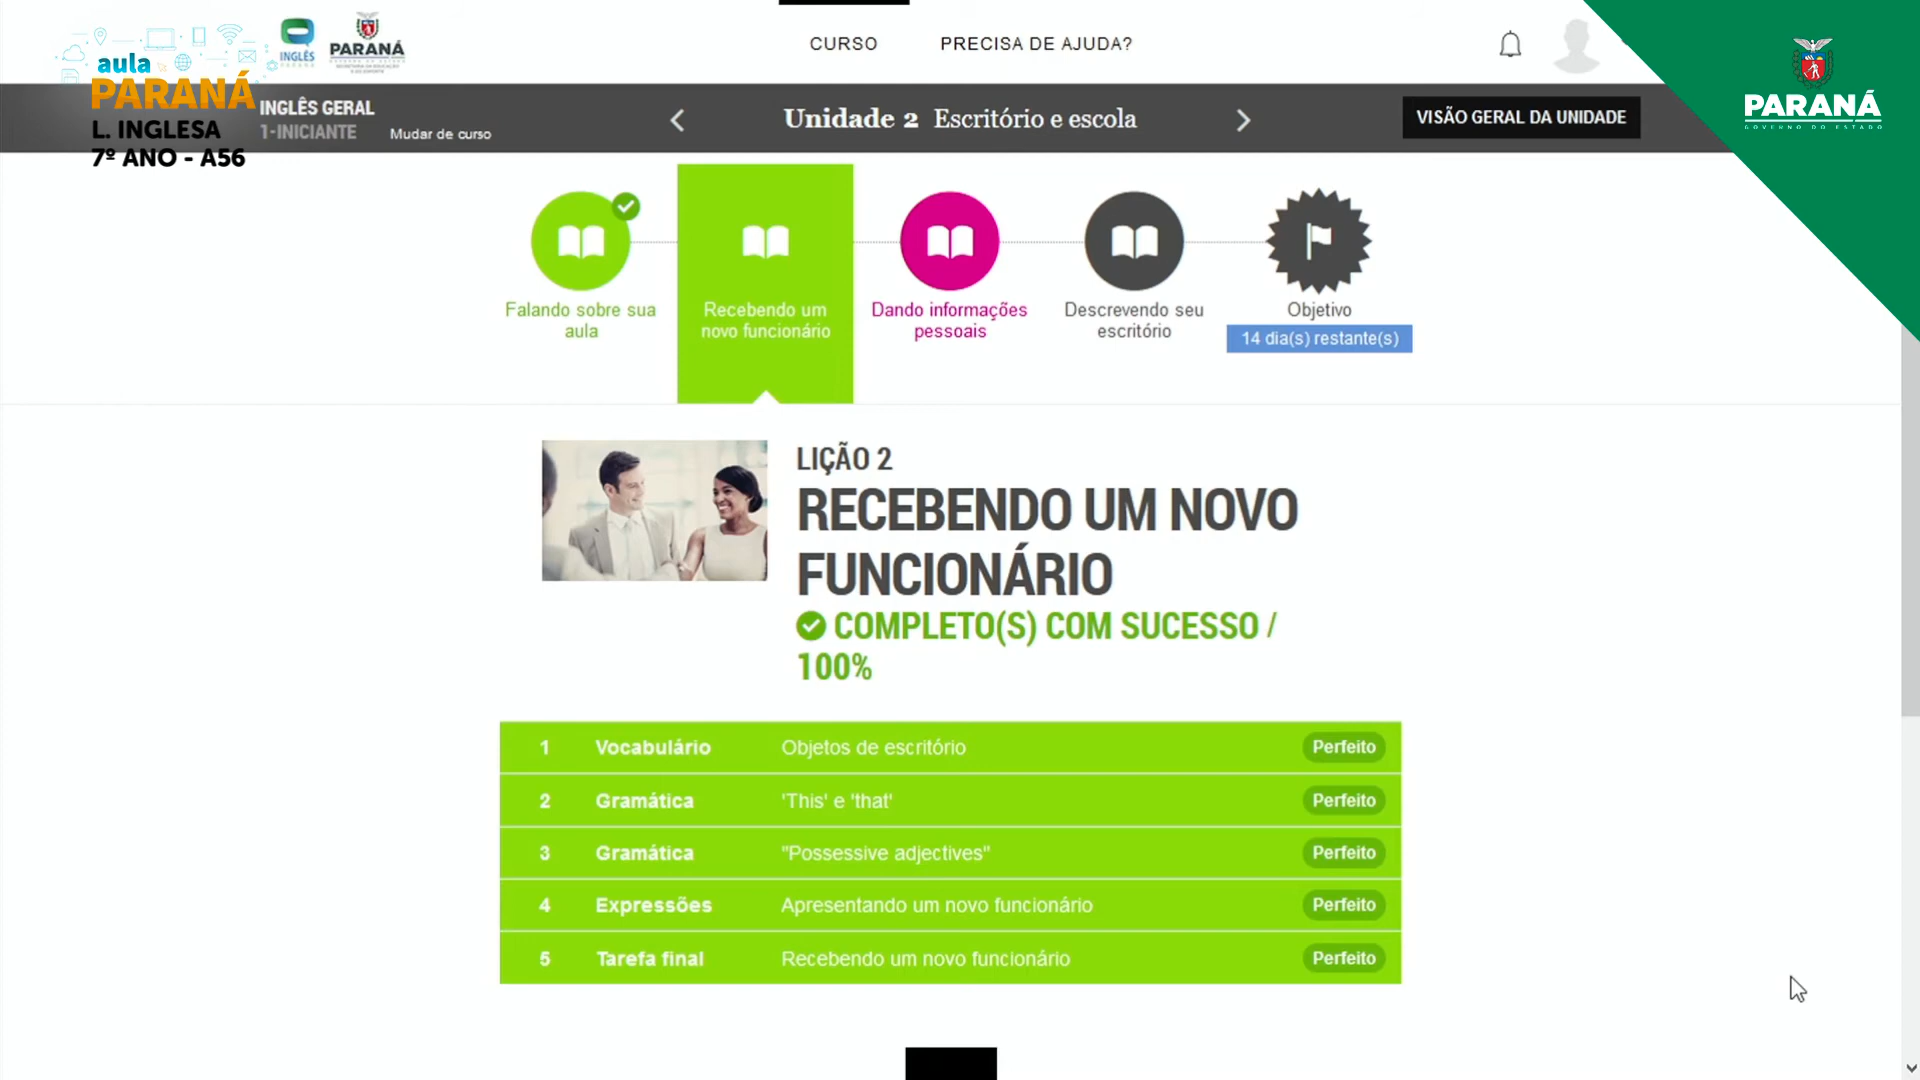 aula
PARANÁ
L. INGLESA
7º ANO - A56
INGLÊS
PARANÁ
CURSO
PRECISA DE AJUDA?
PARANÁ
GOVERNO DO ESTADO
INGLÊS GERAL
1-INICIANTE
Mudar de curso
Unidade 2 Escritório e escola
VISÃO GERAL DA UNIDADE
Falando sobre sua
aula
Recebendo um
novo funcionário
Dando informações
pessoais
Descrevendo seu
escritório
Objetivo
14 dia(s) restante(s)
LIÇÃO 2
RECEBENDO UM NOVO
FUNCIONÁRIO
COMPLETO(S) COM SUCESSO /
100%
1 Vocabulário Objetos de escritório Perfeito
2 Gramática 'This' e 'that' Perfeito
3 Gramática "Possessive adjectives" Perfeito
4 Expressões Apresentando um novo funcionário Perfeito
5 Tarefa final Recebendo um novo funcionário Perfeito